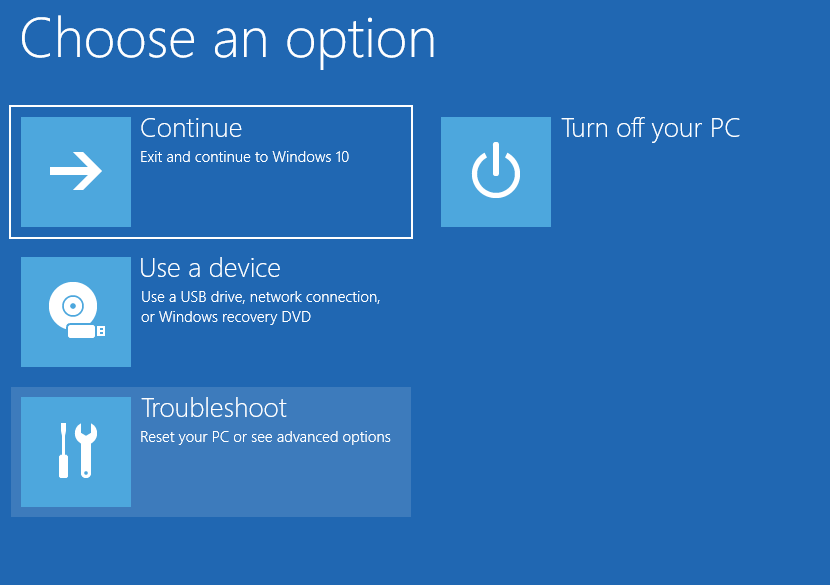 Choose an option
Continue
Exit and continue to Windows 10
Turn off your PC
Use a device
Use a USB drive, network connection,
or Windows recovery DVD
Troubleshoot
Reset your PC or see advanced options